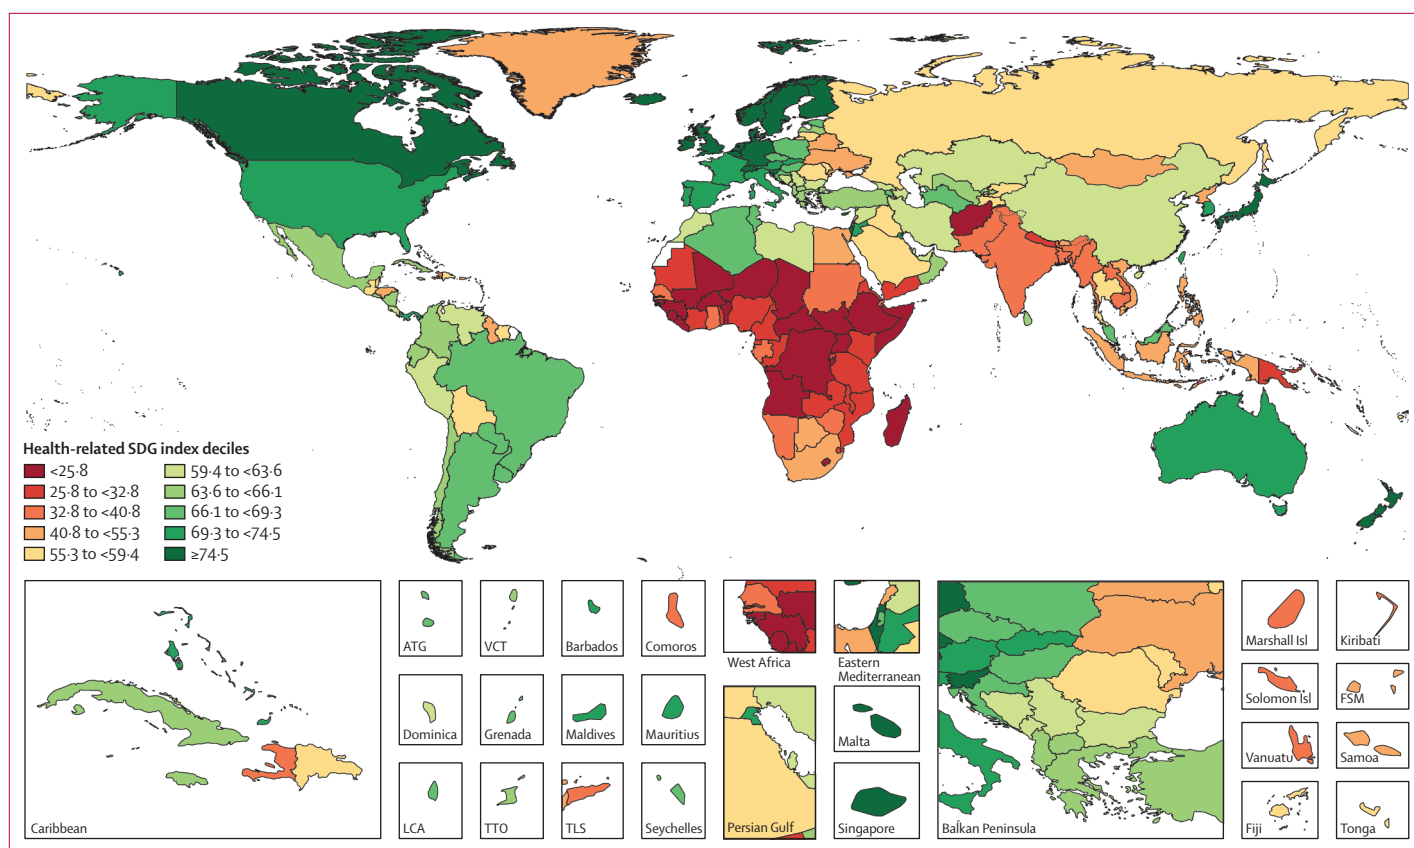 Health-related SDG index deciles
<25·8
25·8 to <32·8
32·8 to <40·8
40·8 to <55·3
55·3 to <59·4
59·4 to <63·6
63·6 to <66·1
66·1 to <69·3
69·3 to <74·5
≥74·5
Caribbean
ATG
VCT
Barbados
Comoros
Dominica
Grenada
Maldives
Mauritius
LCA
TTO
TLS
Seychelles
West Africa
Eastern
Mediterranean
Persian Gulf
Malta
Singapore
Balkan Peninsula
Marshall Isl
Kiribati
Solomon Isl
FSM
Vanuatu
Samoa
Fiji
Tonga